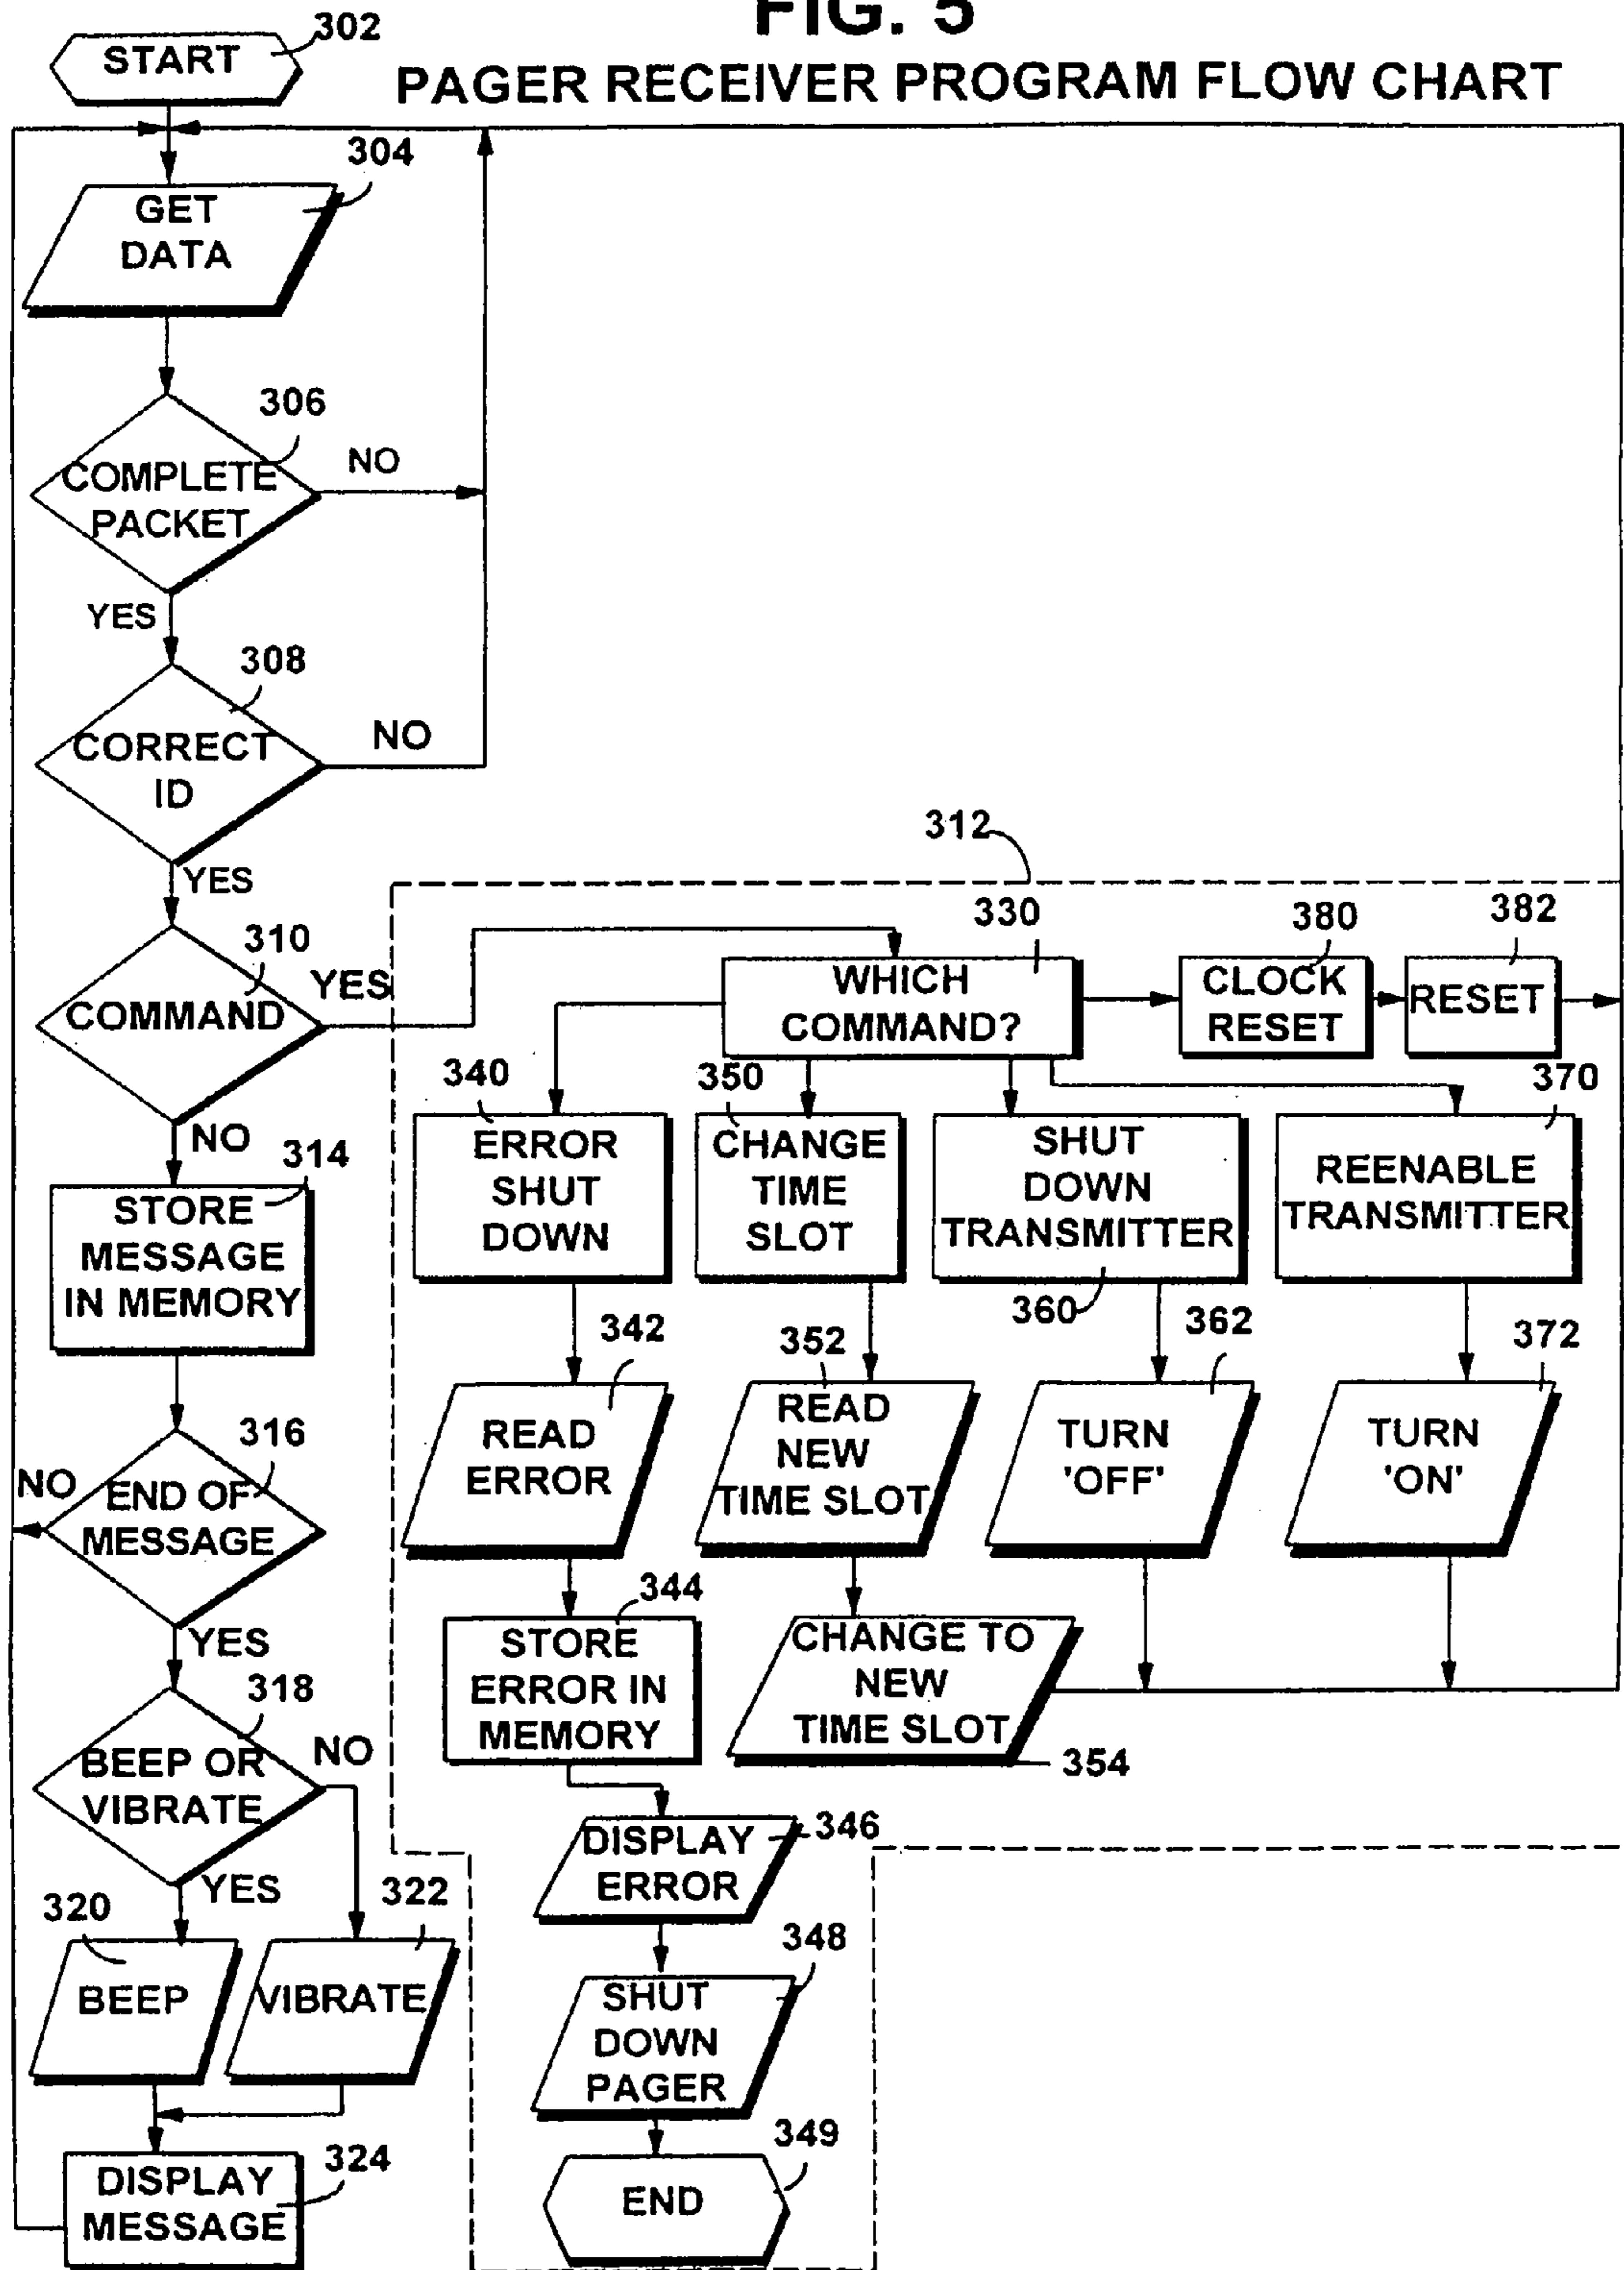 FIG. 5
PAGER RECEIVER PROGRAM FLOW CHART
302
START
304
GET
DATA
306
COMPLETE
PACKET
NO
YES
308
CORRECT
ID
NO
YES
310
COMMAND
YES
NO
314
STORE
MESSAGE
IN MEMORY
316
NO
END OF
MESSAGE
YES
318
BEEP OR
VIBRATE
NO
YES
320
BEEP
322
VIBRATE
324
DISPLAY
MESSAGE
312
330
WHICH
COMMAND?
380
CLOCK
RESET
382
RESET
340
ERROR
SHUT
DOWN
350
CHANGE
TIME
SLOT
SHUT
DOWN
TRANSMITTER
360
370
REENABLE
TRANSMITTER
342
READ
ERROR
352
READ
NEW
TIME SLOT
362
TURN
'OFF'
372
TURN
'ON'
344
STORE
ERROR IN
MEMORY
CHANGE TO
NEW
TIME SLOT
354
346
DISPLAY
ERROR
348
SHUT
DOWN
PAGER
349
END